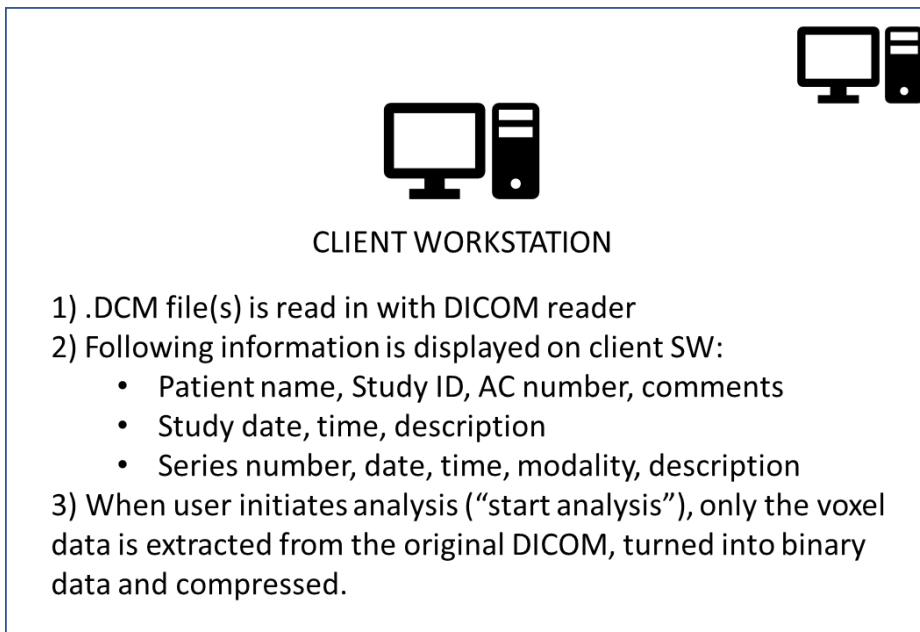 CLIENT WORKSTATION
1) .DCM file(s) is read in with DICOM reader
2) Following information is displayed on client SW:
• Patient name, Study ID, AC number, comments
• Study date, time, description
• Series number, date, time, modality, description
3) When user initiates analysis (“start analysis”), only the voxel
data is extracted from the original DICOM, turned into binary
data and compressed.